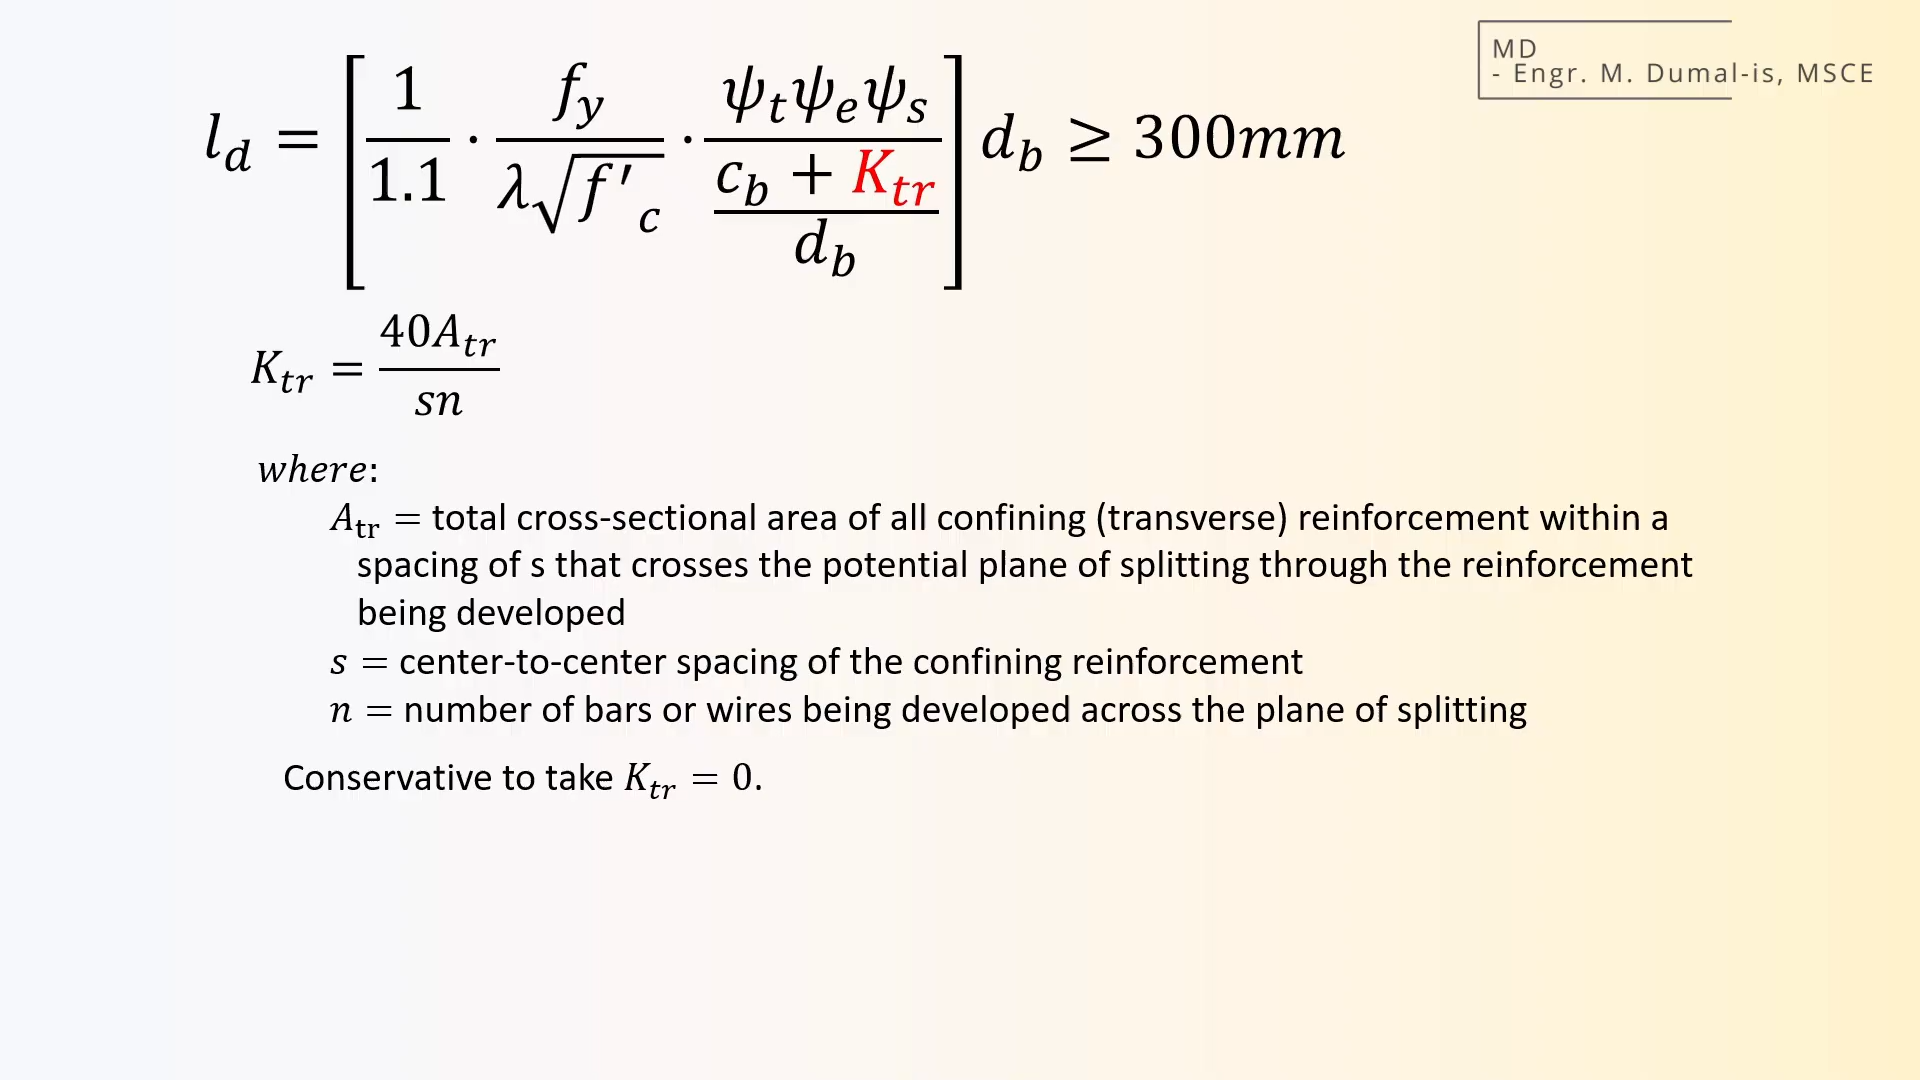 MD
- Engr. M. Dumal-is, MSCE
l_d = [ 1/1.1 · f_y/(λ√f'_c) · (ψ_t ψ_e ψ_s)/((c_b + K_tr)/d_b) ] d_b ≥ 300mm
K_tr = 40A_tr/sn
where:
A_tr = total cross-sectional area of all confining (transverse) reinforcement within a
spacing of s that crosses the potential plane of splitting through the reinforcement
being developed
s = center-to-center spacing of the confining reinforcement
n = number of bars or wires being developed across the plane of splitting
Conservative to take K_tr = 0.